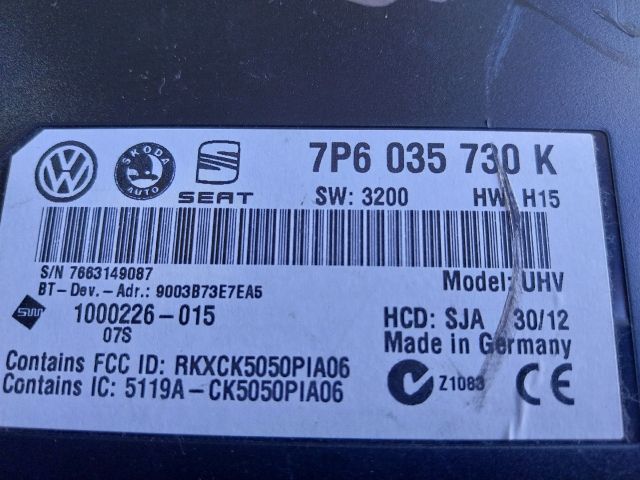 SKODA
AUTO
SEAT
7P6 035 730 K
SW: 3200 HW: H15
S/N 7663149087
BT-Dev.-Adr.: 9003B73E7EA5
Model: UHV
1000226-015
HCD: SJA 30/12
07S
Made in Germany
Contains FCC ID: RKXCK5050PIA06
Contains IC: 5119A-CK5050PIA06
Z1083
CE